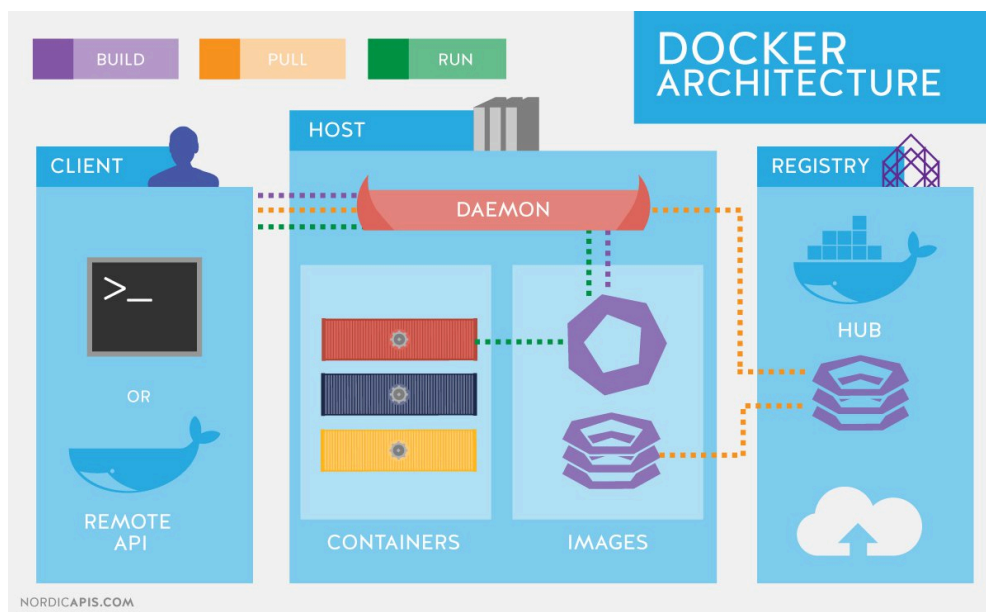 BUILD
PULL
RUN
DOCKER
ARCHITECTURE
CLIENT
HOST
REGISTRY
DAEMON
>_
OR
REMOTE
API
CONTAINERS
IMAGES
HUB
NORDICAPIS.COM